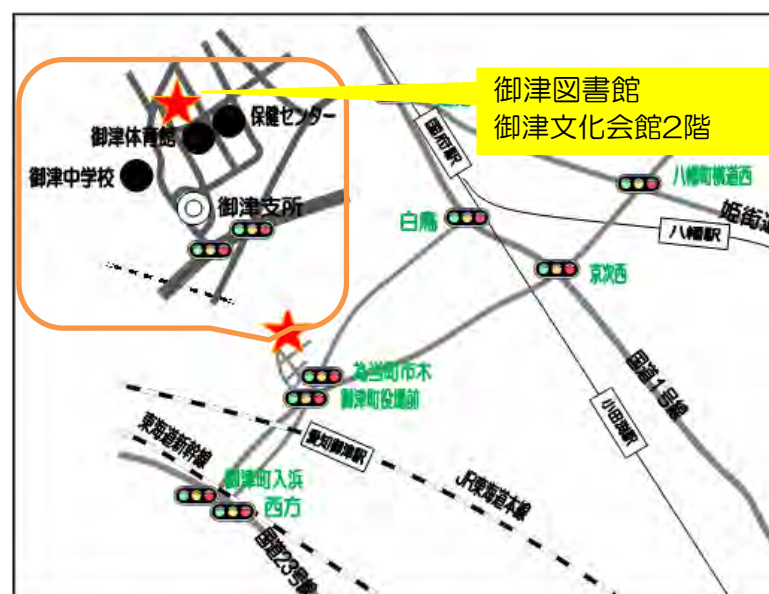 御津図書館
御津文化会館2階
保健センター
御津体育館
御津中学校
御津支所
国府駅
八幡町横道西
姫街道
八幡駅
白鳥
京次西
国道1号線
為当町市木
御津町役場前
小田渕駅
愛知御津駅
東海道新幹線
JR東海道本線
御津町入浜
西方
国道23号線